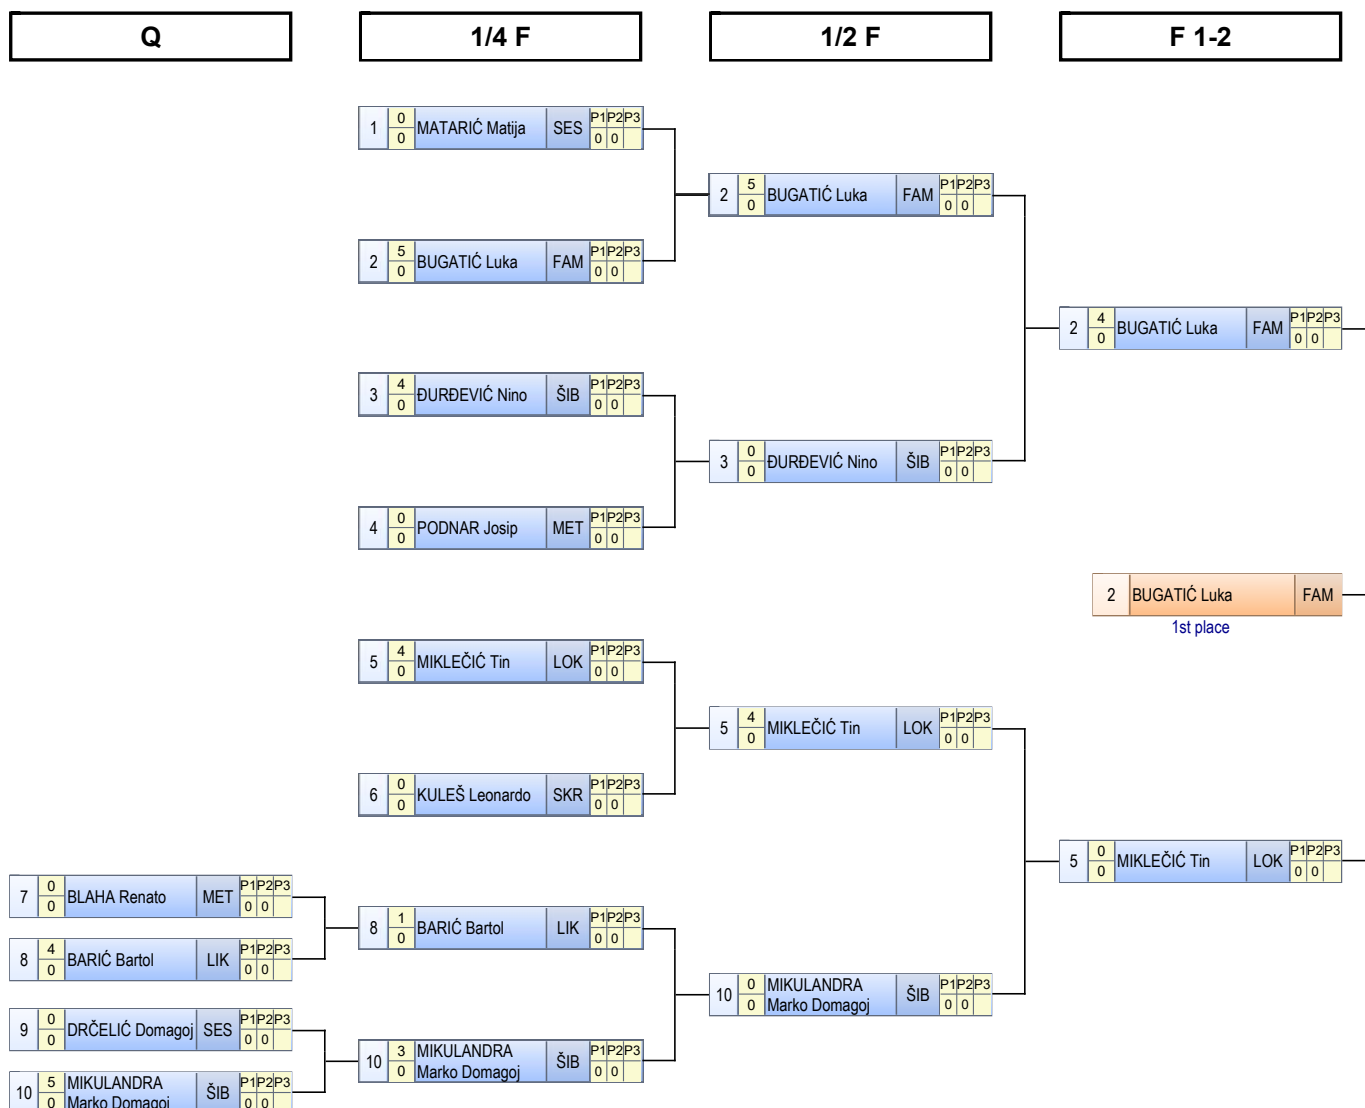 Q
1/4 F
1/2 F
F 1-2
1 0 0 MATARIĆ Matija SES P1 P2 P3 0 0
2 5 0 BUGATIĆ Luka FAM P1 P2 P3 0 0
2 5 0 BUGATIĆ Luka FAM P1 P2 P3 0 0
2 4 0 BUGATIĆ Luka FAM P1 P2 P3 0 0
3 4 0 ĐURĐEVIĆ Nino ŠIB P1 P2 P3 0 0
3 0 0 ĐURĐEVIĆ Nino ŠIB P1 P2 P3 0 0
4 0 0 PODNAR Josip MET P1 P2 P3 0 0
2 BUGATIĆ Luka FAM
1st place
5 4 0 MIKLEČIĆ Tin LOK P1 P2 P3 0 0
5 4 0 MIKLEČIĆ Tin LOK P1 P2 P3 0 0
6 0 0 KULEŠ Leonardo SKR P1 P2 P3 0 0
5 0 0 MIKLEČIĆ Tin LOK P1 P2 P3 0 0
7 0 0 BLAHA Renato MET P1 P2 P3 0 0
8 1 0 BARIĆ Bartol LIK P1 P2 P3 0 0
8 4 0 BARIĆ Bartol LIK P1 P2 P3 0 0
10 0 0 MIKULANDRA
Marko Domagoj ŠIB P1 P2 P3 0 0
9 0 0 DRČELIĆ Domagoj SES P1 P2 P3 0 0
10 3 0 MIKULANDRA
Marko Domagoj ŠIB P1 P2 P3 0 0
10 5 0 MIKULANDRA
Marko Domagoj ŠIB P1 P2 P3 0 0